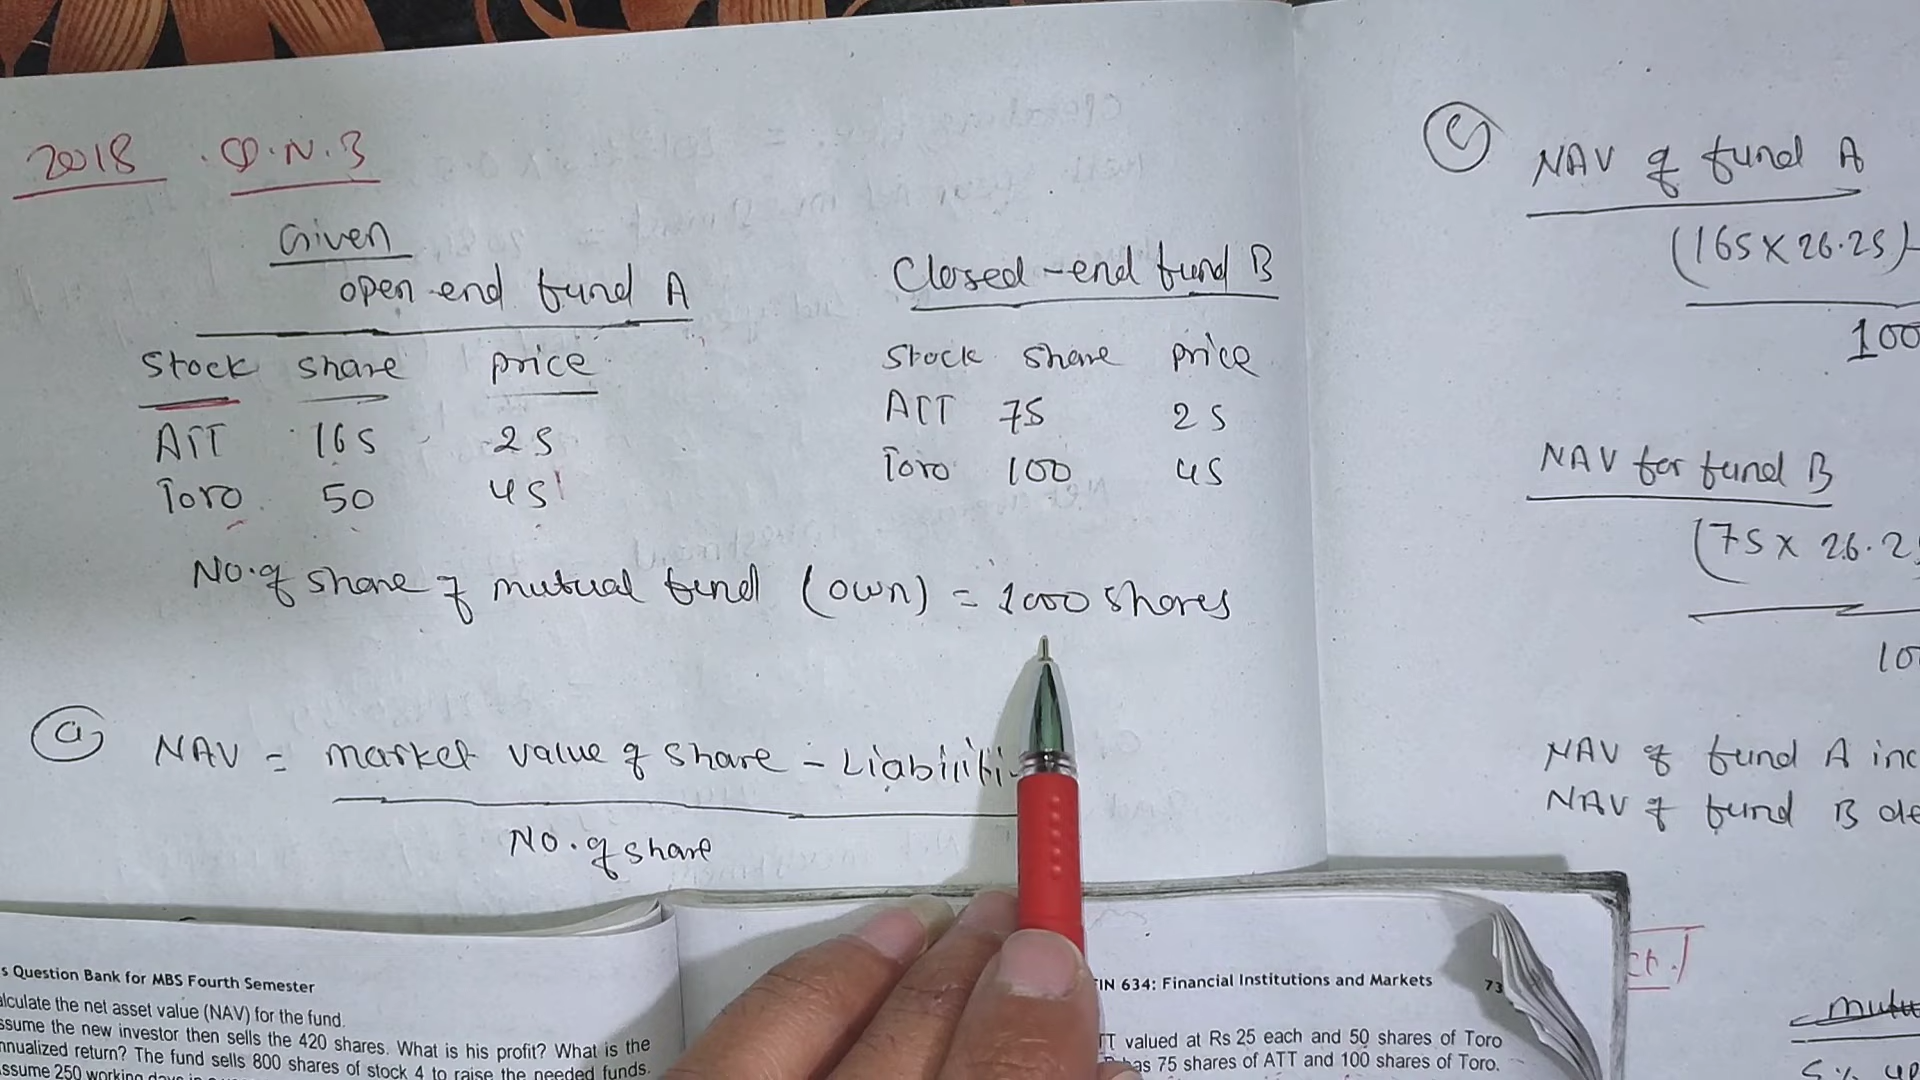 2018 . Q.N.3
Given
open-end fund A
Stock share price
ATT 165 25
Toro 50 45
Closed-end fund B
Stock share price
ATT 75 25
Toro 100 45
No. of share of mutual fund (own) = 1000 shares
(a) NAV = market value of share - Liabiliti
No. of share
(c) NAV of fund A
(165 X 26.25)
100
NAV for fund B
(75 X 26.2
10
NAV of fund A inc
NAV of fund B de
s Question Bank for MBS Fourth Semester
alculate the net asset value (NAV) for the fund.
ssume the new investor then sells the 420 shares. What is his profit? What is the
nnualized return? The fund sells 800 shares of stock 4 to raise the needed funds.
ssume 250 working
FIN 634: Financial Institutions and Markets 73
TT valued at Rs 25 each and 50 shares of Toro
has 75 shares of ATT and 100 shares of Toro.
5% up